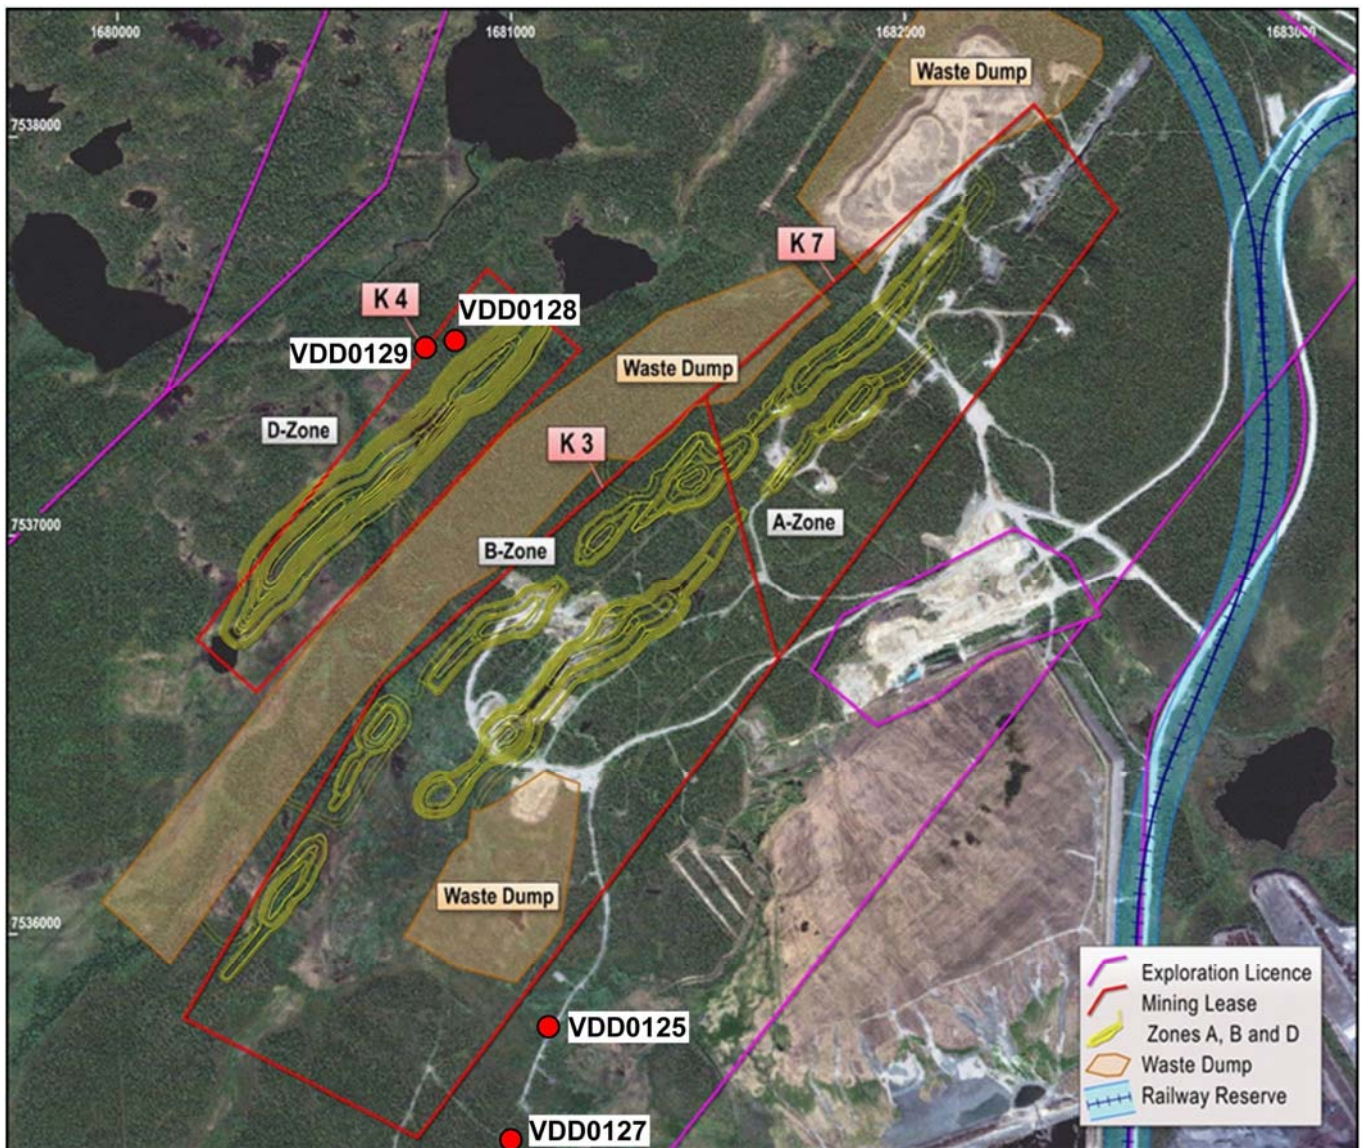 1680000
1681000
1682000
1683000
Waste Dump
7538000
K 7
K 4
VDD0128
VDD0129
Waste Dump
D-Zone
K 3
7537000
A-Zone
B-Zone
Waste Dump
7536000
VDD0125
VDD0127
Exploration Licence
Mining Lease
Zones A, B and D
Waste Dump
Railway Reserve